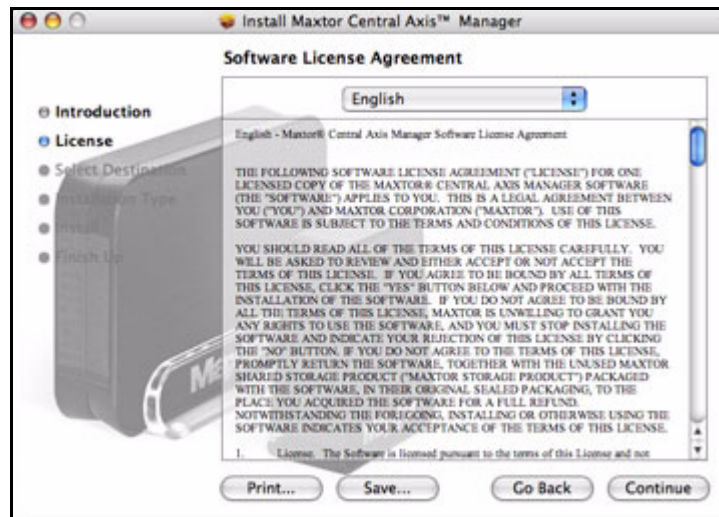 Install Maxtor Central Axis™ Manager
Software License Agreement
Introduction
License
Select Destination
Installation Type
Install
Finish Up
English
English - Maxtor® Central Axis Manager Software License Agreement
THE FOLLOWING SOFTWARE LICENSE AGREEMENT ("LICENSE") FOR ONE
LICENSED COPY OF THE MAXTOR® CENTRAL AXIS MANAGER SOFTWARE
(THE "SOFTWARE") APPLIES TO YOU.  THIS IS A LEGAL AGREEMENT BETWEEN
YOU ("YOU") AND MAXTOR CORPORATION ("MAXTOR").  USE OF THIS
SOFTWARE IS SUBJECT TO THE TERMS AND CONDITIONS OF THIS LICENSE.
YOU SHOULD READ ALL OF THE TERMS OF THIS LICENSE CAREFULLY.  YOU
WILL BE ASKED TO REVIEW AND EITHER ACCEPT OR NOT ACCEPT THE
TERMS OF THIS LICENSE.  IF YOU AGREE TO BE BOUND BY ALL TERMS OF
THIS LICENSE, CLICK THE "YES" BUTTON BELOW AND PROCEED WITH THE
INSTALLATION OF THE SOFTWARE.  IF YOU DO NOT AGREE TO BE BOUND BY
ALL THE TERMS OF THIS LICENSE, MAXTOR IS UNWILLING TO GRANT YOU
ANY RIGHTS TO USE THE SOFTWARE, AND YOU MUST STOP INSTALLING THE
SOFTWARE AND INDICATE YOUR REJECTION OF THIS LICENSE BY CLICKING
THE "NO" BUTTON. IF YOU DO NOT AGREE TO THE TERMS OF THIS LICENSE,
PROMPTLY RETURN THE SOFTWARE, TOGETHER WITH THE UNUSED MAXTOR
SHARED STORAGE PRODUCT ("MAXTOR STORAGE PRODUCT") PACKAGED
WITH THE SOFTWARE, IN THEIR ORIGINAL SEALED PACKAGING, TO THE
PLACE YOU ACQUIRED THE SOFTWARE FOR A FULL REFUND.
NOTWITHSTANDING THE FOREGOING, INSTALLING OR OTHERWISE USING THE
SOFTWARE INDICATES YOUR ACCEPTANCE OF THE TERMS OF THIS LICENSE.
1. License.  The Software is licensed pursuant to the terms of this License and not
Print...
Save...
Go Back
Continue